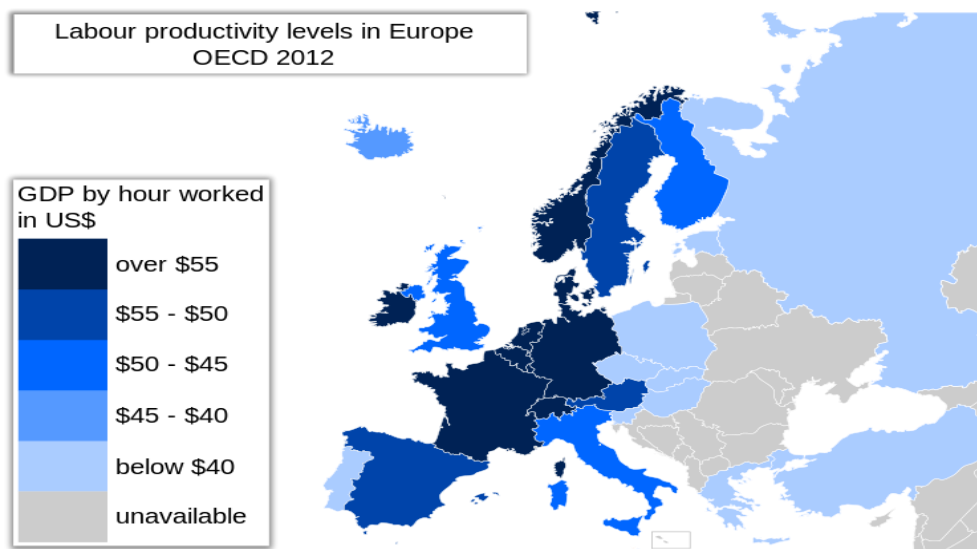 Labour productivity levels in Europe
OECD 2012
GDP by hour worked
in US$
over $55
$55 - $50
$50 - $45
$45 - $40
below $40
unavailable